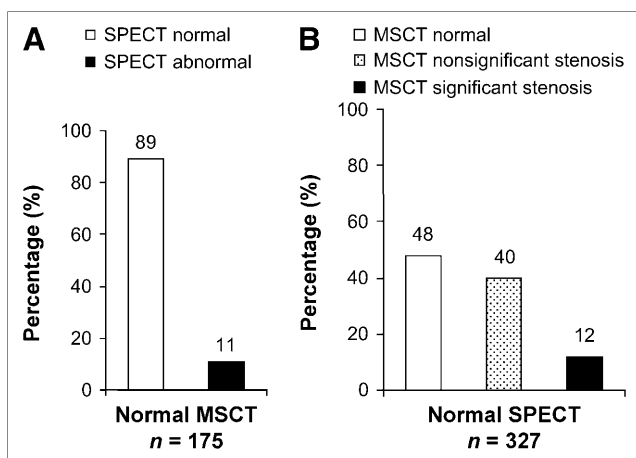 A
SPECT normal
SPECT abnormal
Percentage (%)
100
80
60
40
20
0
89
11
Normal MSCT
n = 175
B
MSCT normal
MSCT nonsignificant stenosis
MSCT significant stenosis
Percentage (%)
100
80
60
40
20
0
48
40
12
Normal SPECT
n = 327